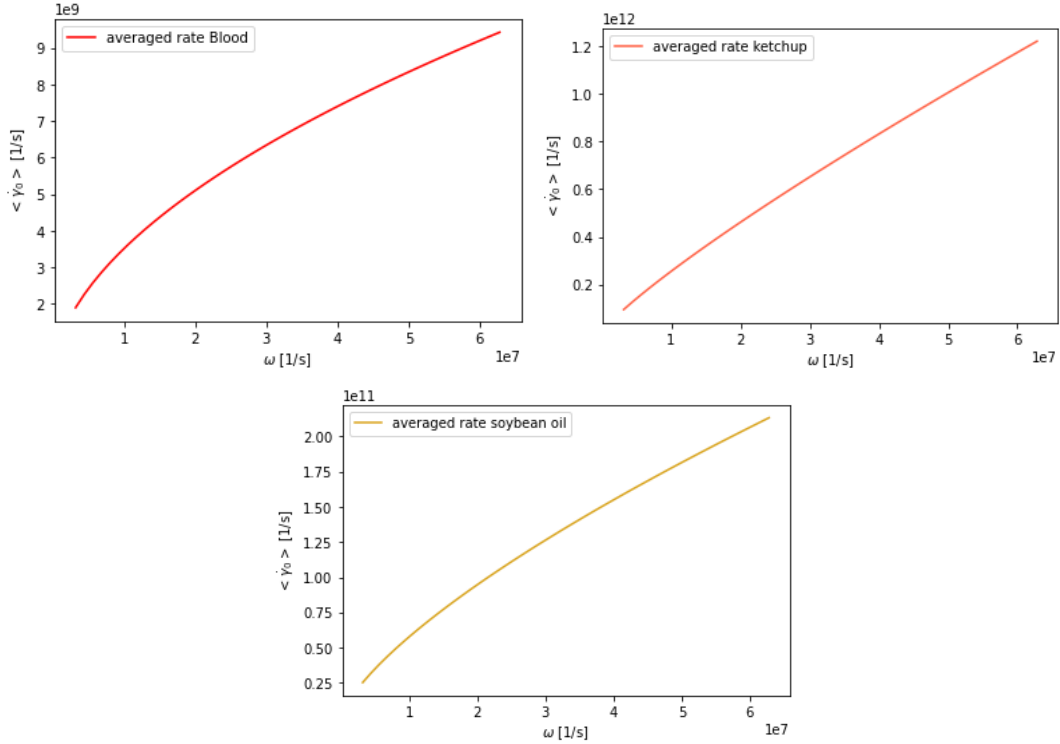 1e9
averaged rate Blood
9
8
7
6
5
4
3
2
< γ̇₀ > [1/s]
1 2 3 4 5 6
1e7
ω [1/s]
1e12
averaged rate ketchup
1.2
1.0
0.8
0.6
0.4
0.2
< γ̇₀ > [1/s]
1 2 3 4 5 6
1e7
ω [1/s]
1e11
averaged rate soybean oil
2.00
1.75
1.50
1.25
1.00
0.75
0.50
0.25
< γ̇₀ > [1/s]
1 2 3 4 5 6
1e7
ω [1/s]